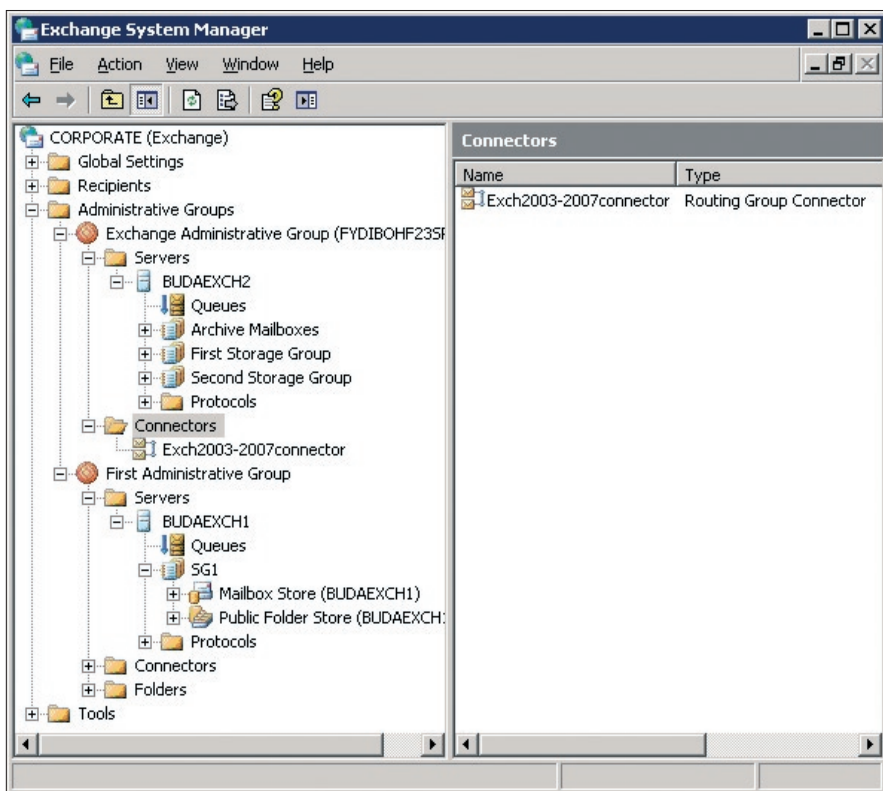 Exchange System Manager
File Action View Window Help
CORPORATE (Exchange)
Global Settings
Recipients
Administrative Groups
Exchange Administrative Group (FYDIBOHF23SP
Servers
BUDAEXCH2
Queues
Archive Mailboxes
First Storage Group
Second Storage Group
Protocols
Connectors
Exch2003-2007connector
First Administrative Group
Servers
BUDAEXCH1
Queues
SG1
Mailbox Store (BUDAEXCH1)
Public Folder Store (BUDAEXCH1
Protocols
Connectors
Folders
Tools
Connectors
Name Type
Exch2003-2007connector Routing Group Connector